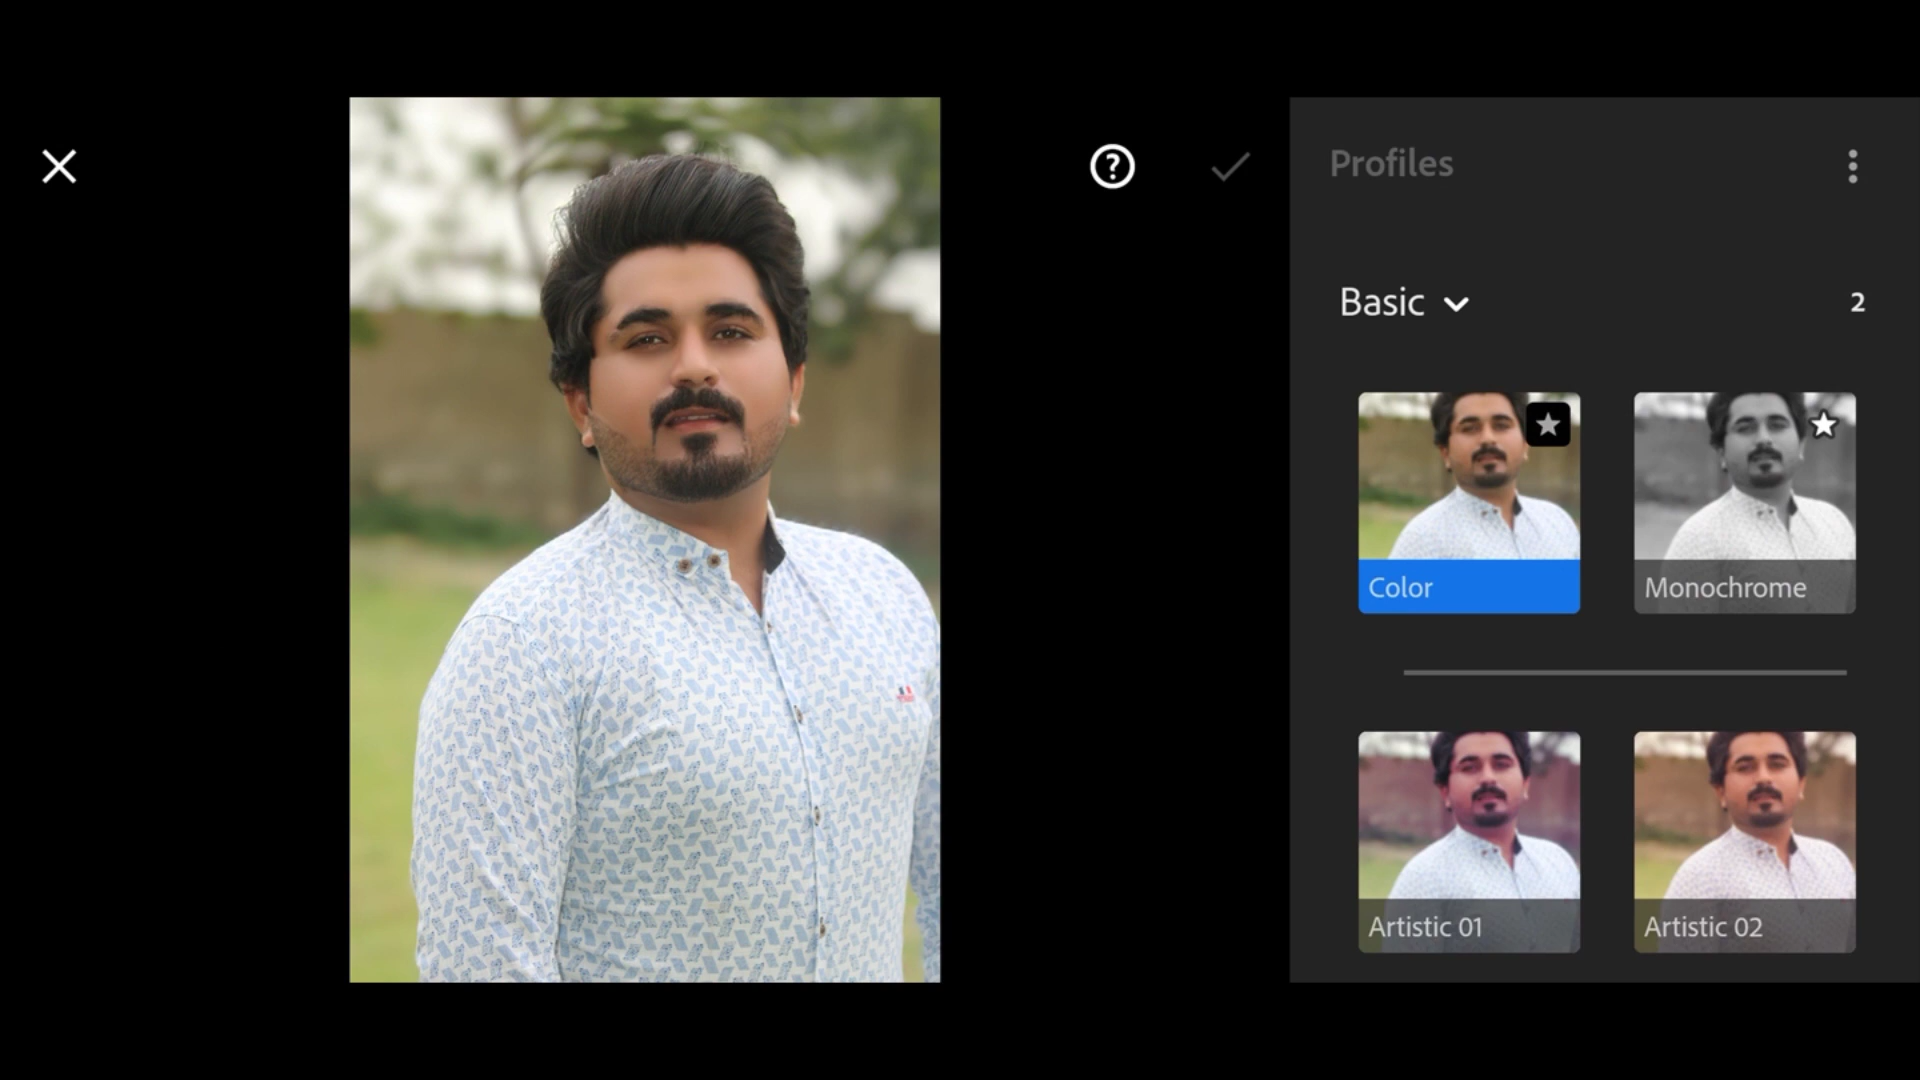 Profiles
Basic
2
Color
Monochrome
Artistic 01
Artistic 02